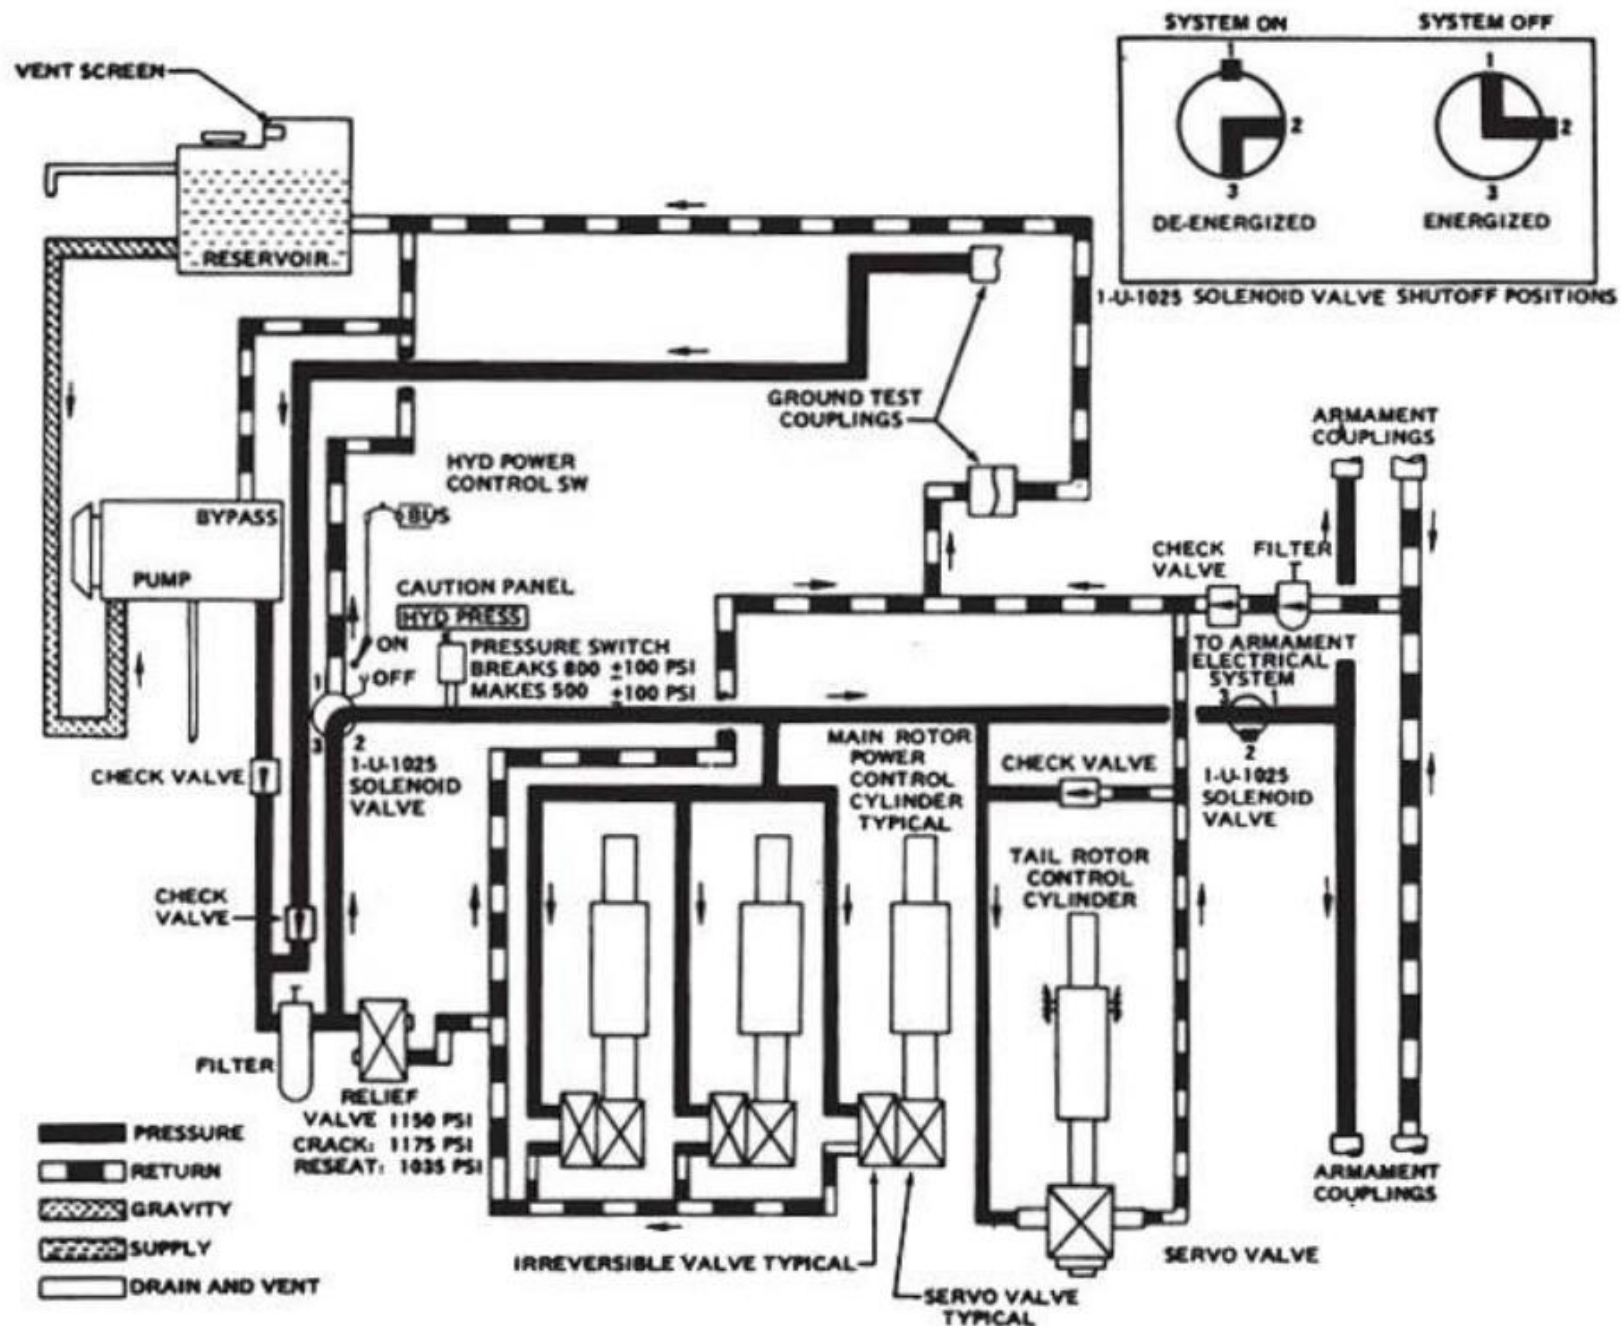 SYSTEM ON
SYSTEM OFF
VENT SCREEN
1
2
3
DE-ENERGIZED
1
2
3
ENERGIZED
1-U-1025 SOLENOID VALVE SHUTOFF POSITIONS
RESERVOIR
GROUND TEST
COUPLINGS
ARMAMENT
COUPLINGS
HYD POWER
CONTROL SW
BUS
BYPASS
PUMP
CHECK
VALVE
FILTER
CAUTION PANEL
HYD PRESS
ON
OFF
PRESSURE SWITCH
BREAKS 800 ±100 PSI
MAKES 500 ±100 PSI
TO ARMAMENT
ELECTRICAL
SYSTEM
1
3
2
1-U-1025
SOLENOID
VALVE
3
1
2
1-U-1025
SOLENOID
VALVE
CHECK VALVE
MAIN ROTOR
POWER
CONTROL
CYLINDER
TYPICAL
CHECK VALVE
TAIL ROTOR
CONTROL
CYLINDER
CHECK
VALVE
FILTER
RELIEF
VALVE 1150 PSI
CRACK: 1175 PSI
RESEAT: 1035 PSI
PRESSURE
RETURN
GRAVITY
SUPPLY
DRAIN AND VENT
ARMAMENT
COUPLINGS
IRREVERSIBLE VALVE TYPICAL
SERVO VALVE
SERVO VALVE
TYPICAL